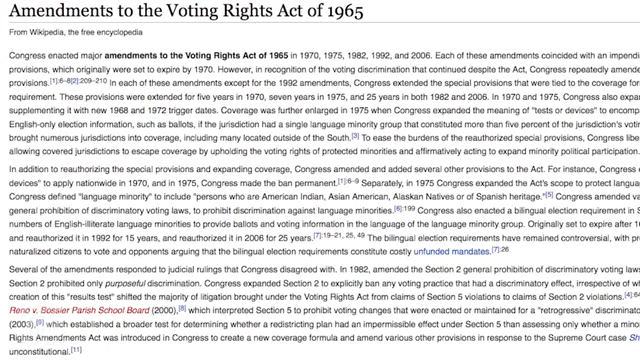 Amendments to the Voting Rights Act of 1965
From Wikipedia, the free encyclopedia
Congress enacted major amendments to the Voting Rights Act of 1965 in 1970, 1975, 1982, 1992, and 2006. Each of these amendments coincided with an impendi
provisions, which originally were set to expire by 1970. However, in recognition of the voting discrimination that continued despite the Act, Congress repeatedly amende
provisions.[1]:6–8[2]:209–210 In each of these amendments except for the 1992 amendments, Congress extended the special provisions that were tied to the coverage for
requirement. These provisions were extended for five years in 1970, seven years in 1975, and 25 years in both 1982 and 2006. In 1970 and 1975, Congress also expa
supplementing it with new 1968 and 1972 trigger dates. Coverage was further enlarged in 1975 when Congress expanded the meaning of "tests or devices" to encomp
English-only election information, such as ballots, if the jurisdiction had a single language minority group that constituted more than five percent of the jurisdiction's votin
brought numerous jurisdictions into coverage, including many located outside of the South.[3] To ease the burdens of the reauthorized special provisions, Congress libe
allowing covered jurisdictions to escape coverage by upholding the voting rights of protected minorities and affirmatively acting to expand minority political participation.
In addition to reauthorizing the special provisions and expanding coverage, Congress amended and added several other provisions to the Act. For instance, Congress e
devices" to apply nationwide in 1970, and in 1975, Congress made the ban permanent.[1]:6–9 Separately, in 1975 Congress expanded the Act's scope to protect langua
Congress defined "language minority" to include "persons who are American Indian, Asian American, Alaskan Natives or of Spanish heritage."[5] Congress amended va
general prohibition of discriminatory voting laws, to prohibit discrimination against language minorities.[6]:199 Congress also enacted a bilingual election requirement in S
numbers of English-illiterate language minorities to provide ballots and voting information in the language of the language minority group. Originally set to expire after 10
and reauthorized it in 1992 for 15 years, and reauthorized it in 2006 for 25 years.[7]:19–21, 25, 49 The bilingual election requirements have remained controversial, with pr
naturalized citizens to vote and opponents arguing that the bilingual election requirements constitute costly unfunded mandates.[7]:26
Several of the amendments responded to judicial rulings that Congress disagreed with. In 1982, amended the Section 2 general prohibition of discriminatory voting law
Section 2 prohibited only purposeful discrimination. Congress expanded Section 2 to explicitly ban any voting practice that had a discriminatory effect, irrespective of wh
creation of this "results test" shifted the majority of litigation brought under the Voting Rights Act from claims of Section 5 violations to claims of Section 2 violations.[4]:6
Reno v. Bossier Parish School Board (2000),[8] which interpreted Section 5 to prohibit voting changes that were enacted or maintained for a "retrogressive" discriminato
(2003),[9] which established a broader test for determining whether a redistricting plan had an impermissible effect under Section 5 than assessing only whether a mino
Rights Amendments Act was introduced in Congress to create a new coverage formula and amend various other provisions in response to the Supreme Court case Sh
unconstitutional.[11]